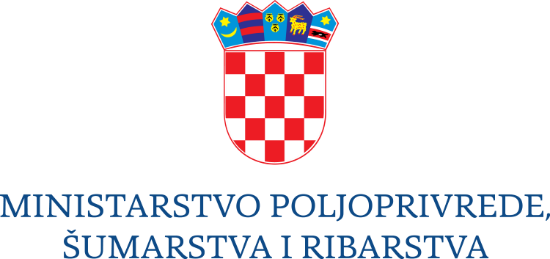 MINISTARSTVO POLJOPRIVREDE,
ŠUMARSTVA I RIBARSTVA